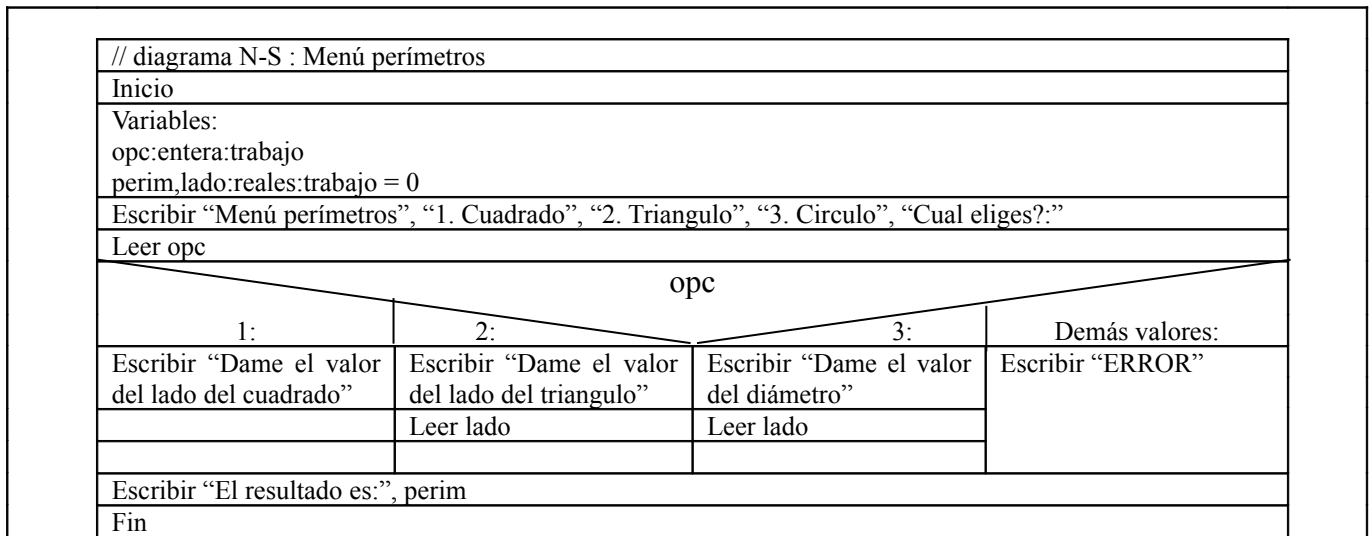 // diagrama N-S : Menú perímetros
Inicio
Variables:
opc:entera:trabajo
perim,lado:reales:trabajo = 0
Escribir “Menú perímetros”, “1. Cuadrado”, “2. Triangulo”, “3. Circulo”, “Cual eliges?:”
Leer opc
opc
1: 2: 3: Demás valores:
Escribir “Dame el valor
del lado del cuadrado”
Escribir “Dame el valor
del lado del triangulo”
Leer lado
Escribir “Dame el valor
del diámetro”
Leer lado
Escribir “ERROR”
Escribir “El resultado es:”, perim
Fin